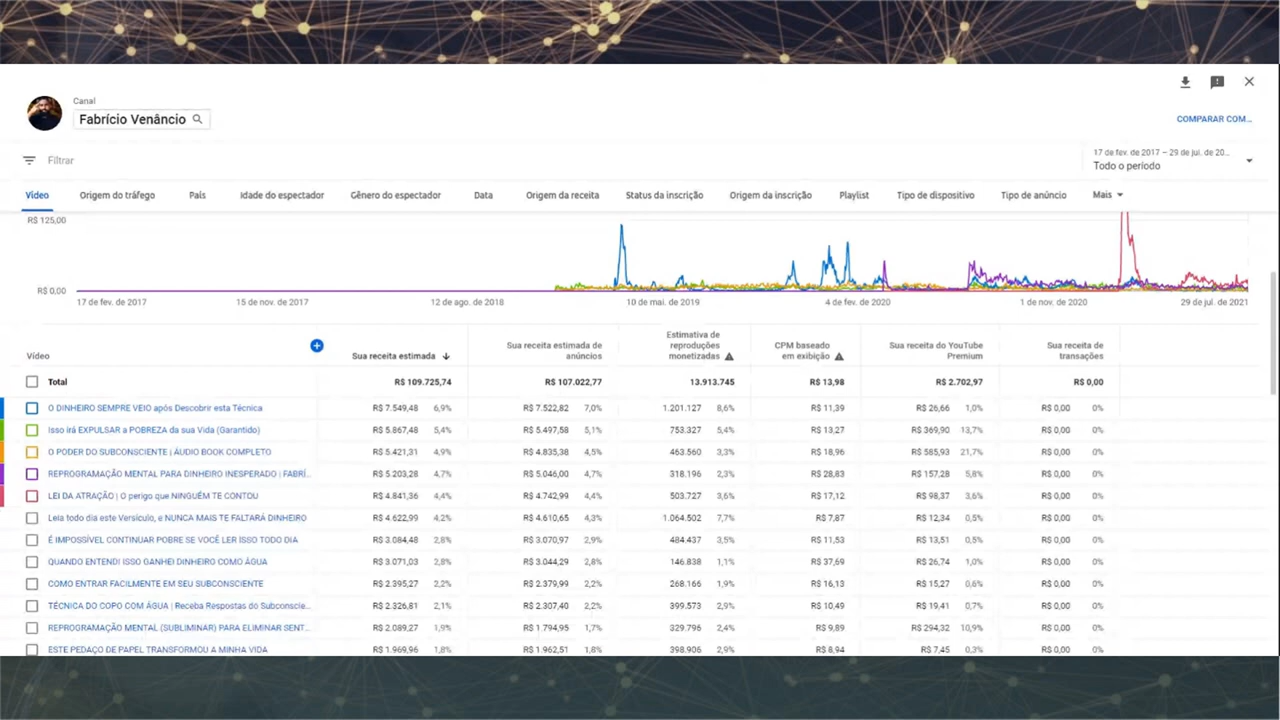 Canal
Fabrício Venâncio
COMPARAR COM...
Filtrar
17 de fev. de 2017 – 29 de jul. de 20...
Todo o período
Vídeo Origem do tráfego País Idade do espectador Gênero do espectador Data Origem da receita Status da inscrição Origem da inscrição Playlist Tipo de dispositivo Tipo de anúncio Mais
R$ 125,00
R$ 0,00
17 de fev. de 2017 15 de nov. de 2017 12 de ago. de 2018 10 de mai. de 2019 4 de fev. de 2020 1 de nov. de 2020 29 de jul. de 2021
Vídeo Sua receita estimada Sua receita estimada de anúncios Estimativa de reproduções monetizadas CPM baseado em exibição Sua receita do YouTube Premium Sua receita de transações
Total R$ 109.725,74 R$ 107.022,77 13.913.745 R$ 13,98 R$ 2.702,97 R$ 0,00
O DINHEIRO SEMPRE VEIO após Descobrir esta Técnica R$ 7.549,48 6,9% R$ 7.522,82 7,0% 1.201.127 8,6% R$ 11,39 R$ 26,66 1,0% R$ 0,00 0%
Isso irá EXPULSAR a POBREZA da sua Vida (Garantido) R$ 5.867,48 5,4% R$ 5.497,58 5,1% 753.327 5,4% R$ 13,27 R$ 369,90 13,7% R$ 0,00 0%
O PODER DO SUBCONSCIENTE | ÁUDIO BOOK COMPLETO R$ 5.421,31 4,9% R$ 4.835,38 4,5% 463.560 3,3% R$ 18,96 R$ 585,93 21,7% R$ 0,00 0%
REPROGRAMAÇÃO MENTAL PARA DINHEIRO INESPERADO | FABRÍ... R$ 5.203,28 4,7% R$ 5.046,00 4,7% 318.196 2,3% R$ 28,83 R$ 157,28 5,8% R$ 0,00 0%
LEI DA ATRAÇÃO | O perigo que NINGUÉM TE CONTOU R$ 4.841,36 4,4% R$ 4.742,99 4,4% 503.727 3,6% R$ 17,12 R$ 98,37 3,6% R$ 0,00 0%
Leia todo dia este Versículo, e NUNCA MAIS TE FALTARÁ DINHEIRO R$ 4.622,99 4,2% R$ 4.610,65 4,3% 1.064.502 7,7% R$ 7,87 R$ 12,34 0,5% R$ 0,00 0%
É IMPOSSÍVEL CONTINUAR POBRE SE VOCÊ LER ISSO TODO DIA R$ 3.084,48 2,8% R$ 3.070,97 2,9% 484.437 3,5% R$ 11,53 R$ 13,51 0,5% R$ 0,00 0%
QUANDO ENTENDI ISSO GANHEI DINHEIRO COMO ÁGUA R$ 3.071,03 2,8% R$ 3.044,29 2,8% 146.838 1,1% R$ 37,69 R$ 26,74 1,0% R$ 0,00 0%
COMO ENTRAR FACILMENTE EM SEU SUBCONSCIENTE R$ 2.395,27 2,2% R$ 2.379,99 2,2% 268.166 1,9% R$ 16,13 R$ 15,27 0,6% R$ 0,00 0%
TÉCNICA DO COPO COM ÁGUA | Receba Respostas do Subconscie... R$ 2.326,81 2,1% R$ 2.307,40 2,2% 399.573 2,9% R$ 10,49 R$ 19,41 0,7% R$ 0,00 0%
REPROGRAMAÇÃO MENTAL (SUBLIMINAR) PARA ELIMINAR SENT... R$ 2.089,27 1,9% R$ 1.794,95 1,7% 329.796 2,4% R$ 9,89 R$ 294,32 10,9% R$ 0,00 0%
ESTE PEDAÇO DE PAPEL TRANSFORMOU A MINHA VIDA R$ 1.969,96 1,8% R$ 1.962,51 1,8% 398.906 2,9% R$ 8,94 R$ 7,45 0,3% R$ 0,00 0%